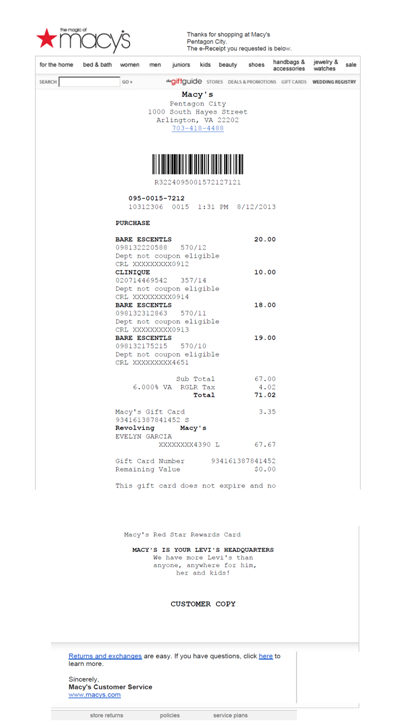 the magic of
macy's
Thanks for shopping at Macy's
Pentagon City.
The e-Receipt you requested is below.
for the home bed & bath women men juniors kids beauty shoes handbags & accessories jewelry & watches sale
SEARCH GO » the giftguide STORES DEALS & PROMOTIONS GIFT CARDS WEDDING REGISTRY
Macy's
Pentagon City
1000 South Hayes Street
Arlington, VA 22202
703-418-4488
R3224095001572127121
095-0015-7212
10312306 0015 1:31 PM 8/12/2013
PURCHASE
BARE ESCENTLS 20.00
098132220588 570/12
Dept not coupon eligible
CRL XXXXXXXXX0912
CLINIQUE 10.00
020714469542 357/14
Dept not coupon eligible
CRL XXXXXXXXX0914
BARE ESCENTLS 18.00
098132312863 570/11
Dept not coupon eligible
CRL XXXXXXXXX0913
BARE ESCENTLS 19.00
098132175215 570/10
Dept not coupon eligible
CRL XXXXXXXXX4651
Sub Total 67.00
6.000% VA RGLR Tax 4.02
Total 71.02
Macy's Gift Card 3.35
934161387841452 S
Revolving Macy's
EVELYN GARCIA
XXXXXXXX4390 L 67.67
Gift Card Number 934161387841452
Remaining Value $0.00
This gift card does not expire and no
Macy's Red Star Rewards Card
MACY'S IS YOUR LEVI'S HEADQUARTERS
We have more Levi's than
anyone, anywhere for him,
her and kids!
CUSTOMER COPY
Returns and exchanges are easy. If you have questions, click here to
learn more.
Sincerely,
Macy's Customer Service
www.macys.com
store returns policies service plans